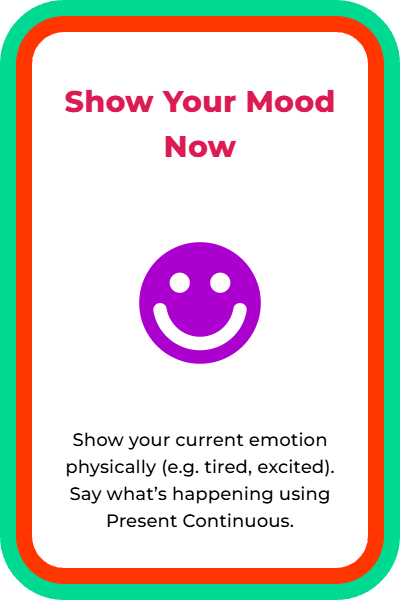 Show Your Mood
Now
Show your current emotion
physically (e.g. tired, excited).
Say what’s happening using
Present Continuous.